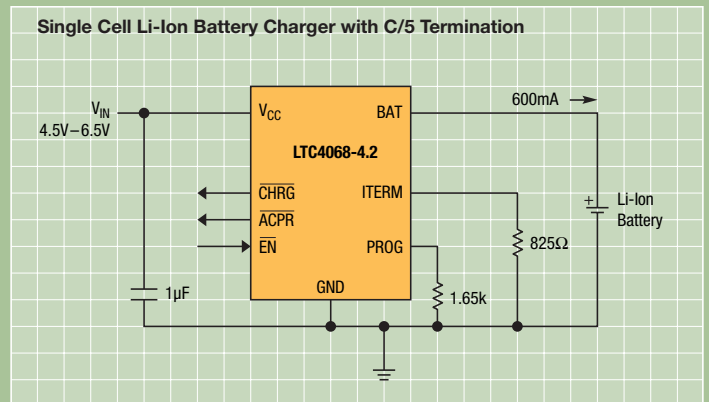 Single Cell Li-Ion Battery Charger with C/5 Termination
600mA
VIN
4.5V–6.5V
VCC
BAT
LTC4068-4.2
CHRG
ITERM
+
Li-Ion
Battery
ACPR
EN
PROG
825Ω
GND
1µF
1.65k